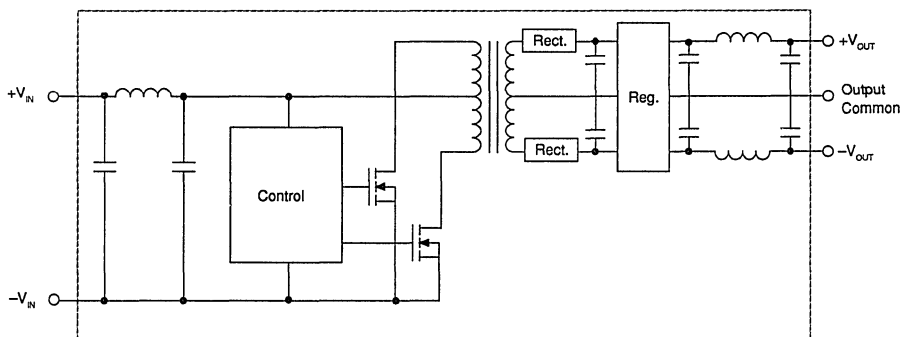 Rect.
+V_OUT
+V_IN
Reg.
Output
Common
Rect.
-V_OUT
Control
-V_IN